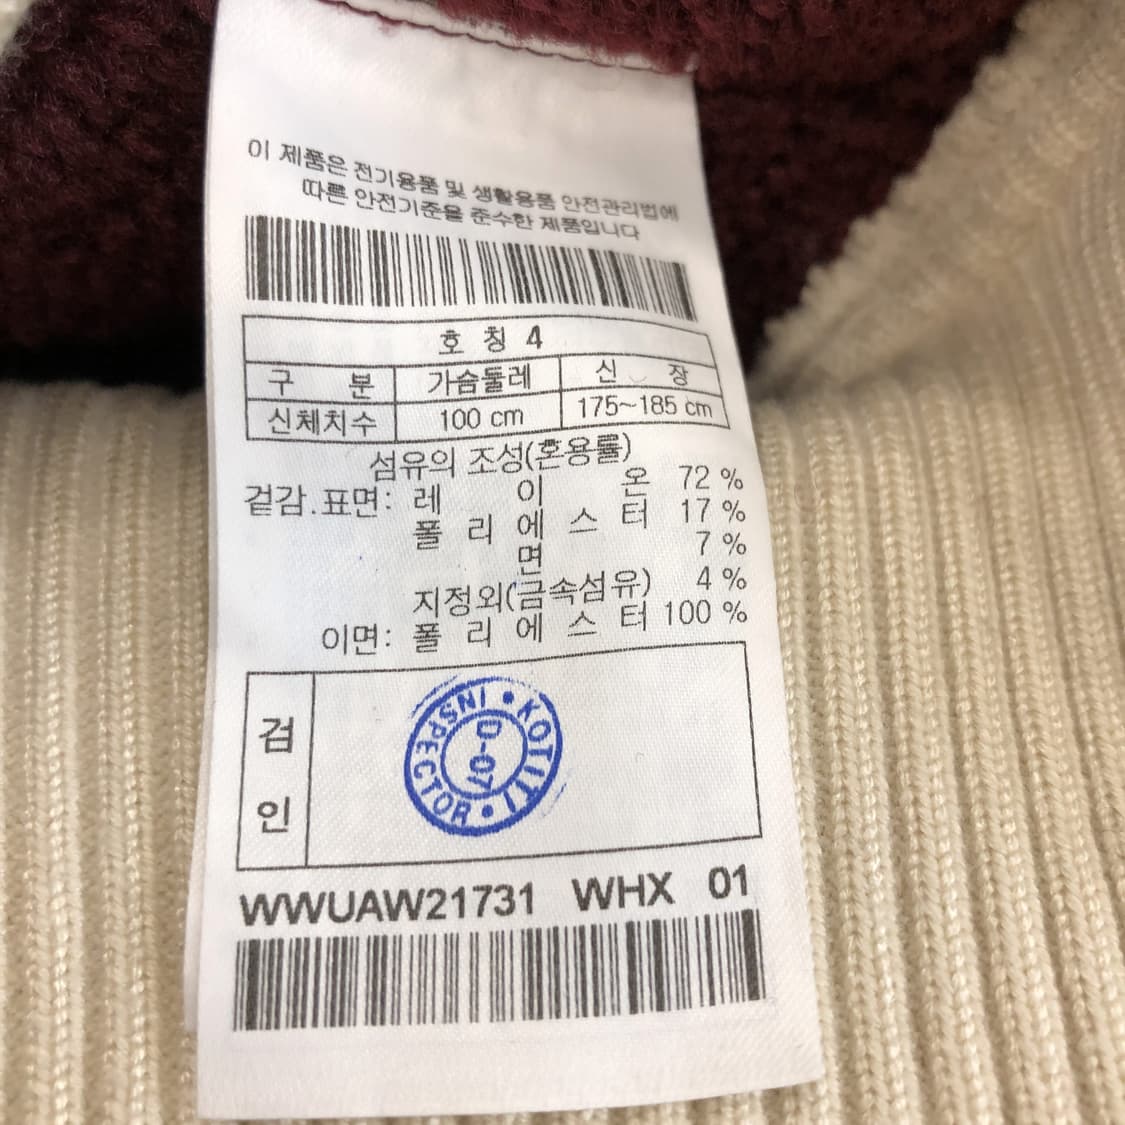 이 제품은 전기용품 및 생활용품 안전관리법에
따른 안전기준을 준수한 제품입니다
호 칭 4
구 분 가슴둘레 신 장
신체치수 100 cm 175~185 cm
섬유의 조성(혼용률)
겉감.표면: 레 이 온 72 %
폴 리 에 스 터 17 %
면 7 %
지정외(금속섬유) 4 %
이면: 폴 리 에 스 터 100 %
검
인
KOTITI • INSPECTOR •
D-07
WWUAW21731 WHX 01